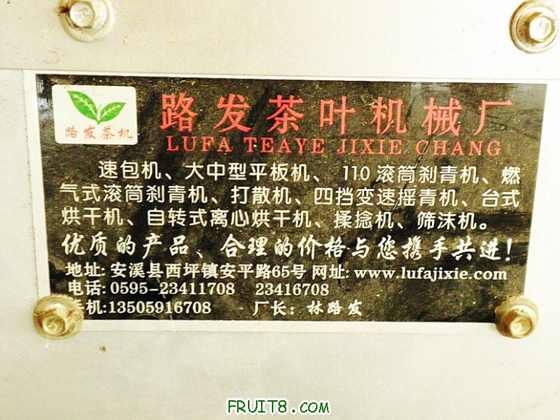 路发茶叶机械厂
路发茶机
LUFA TEAYE JIXIE CHANG
速包机、大中型平板机、110滚筒刹青机、燃
气式滚筒刹青机、打散机、四挡变速摇青机、台式
烘干机、自转式离心烘干机、揉捻机、筛沫机。
优质的产品、合理的价格与您携手共进!
地址:安溪县西坪镇安平路65号 网址:www.lufajixie.com
电话:0595-23411708 23416708
手机:13505916708 厂长:林路发
FRUIT8.COM